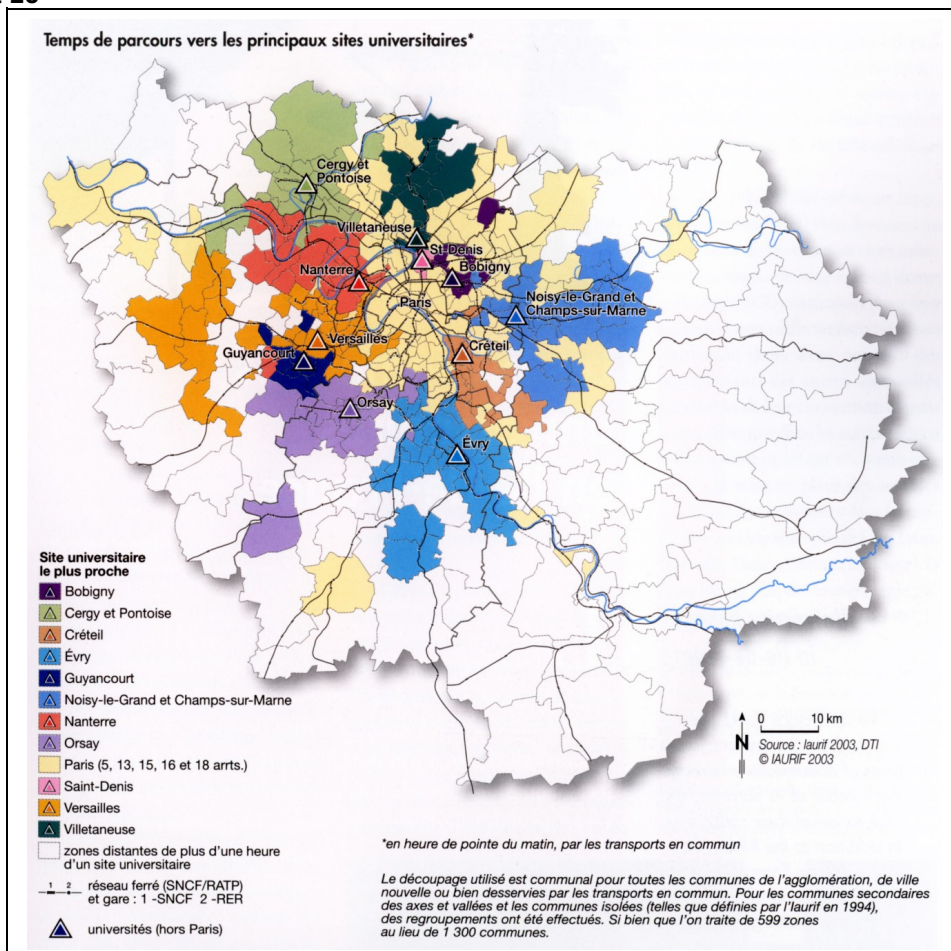 Temps de parcours vers les principaux sites universitaires*
Cergy et
Pontoise
Villetaneuse
St-Denis
Bobigny
Nanterre
Paris
Noisy-le-Grand et
Champs-sur-Marne
Versailles
Créteil
Guyancourt
Orsay
Évry
Site universitaire
le plus proche
Bobigny
Cergy et Pontoise
Créteil
Évry
Guyancourt
Noisy-le-Grand et Champs-sur-Marne
Nanterre
Orsay
Paris (5, 13, 15, 16 et 18 arrts.)
Saint-Denis
Versailles
Villetaneuse
zones distantes de plus d'une heure
d'un site universitaire
1 2 réseau ferré (SNCF/RATP)
et gare : 1 -SNCF 2 -RER
universités (hors Paris)
N
0 10 km
Source : Iaurif 2003, DTI
© IAURIF 2003
*en heure de pointe du matin, par les transports en commun
Le découpage utilisé est communal pour toutes les communes de l'agglomération, de ville
nouvelle ou bien desservies par les transports en commun. Pour les communes secondaires
des axes et vallées et les communes isolées (telles que définies par l'Iaurif en 1994),
des regroupements ont été effectués. Si bien que l'on traite de 599 zones
au lieu de 1 300 communes.